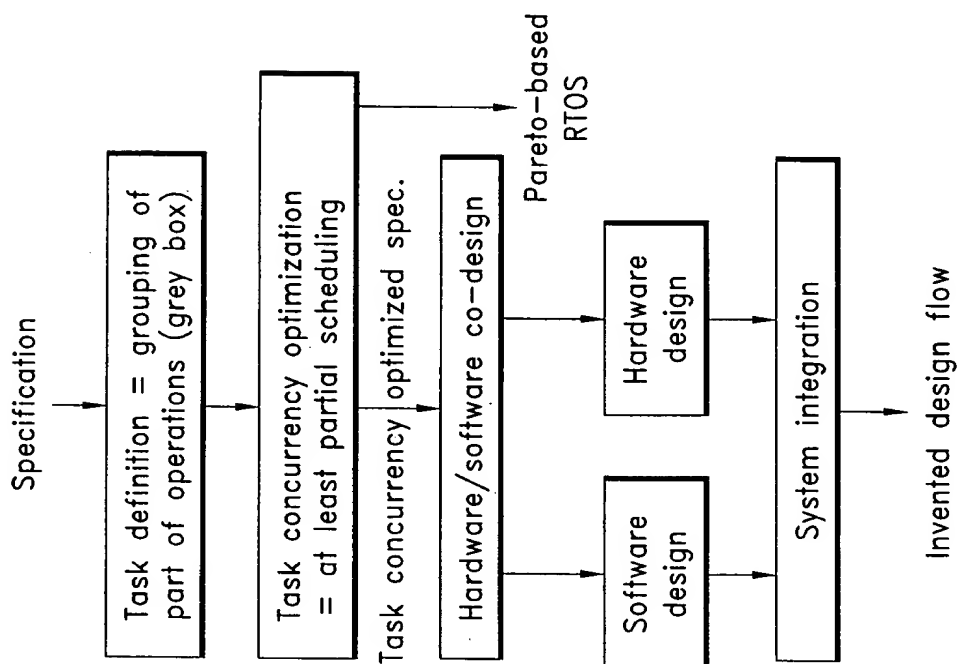 Specification
Task definition = grouping of
part of operations (grey box)
Task concurrency optimization
= at least partial scheduling
Task concurrency optimized spec.
Pareto-based
RTOS
Hardware/software co-design
Software
design
Hardware
design
System integration
Invented design flow